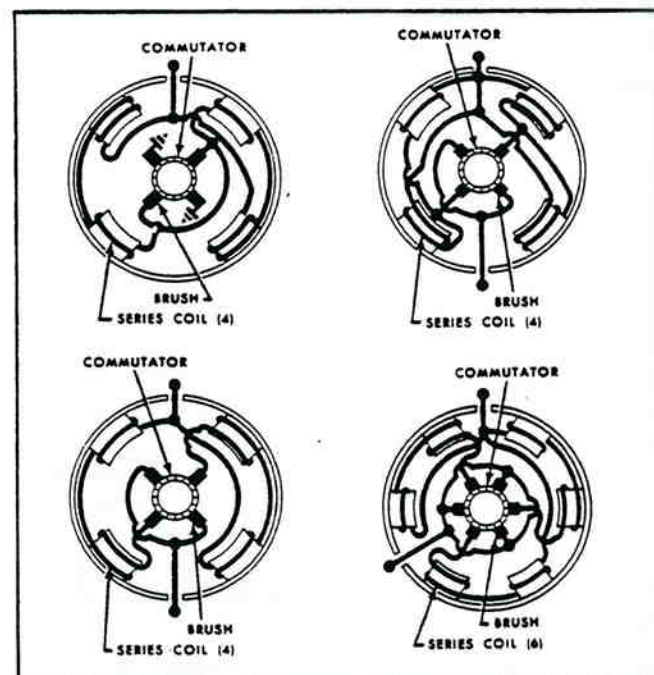 COMMUTATOR
BRUSH
SERIES COIL (4)
COMMUTATOR
BRUSH
SERIES COIL (4)
COMMUTATOR
BRUSH
SERIES COIL (4)
COMMUTATOR
BRUSH
SERIES COIL (6)